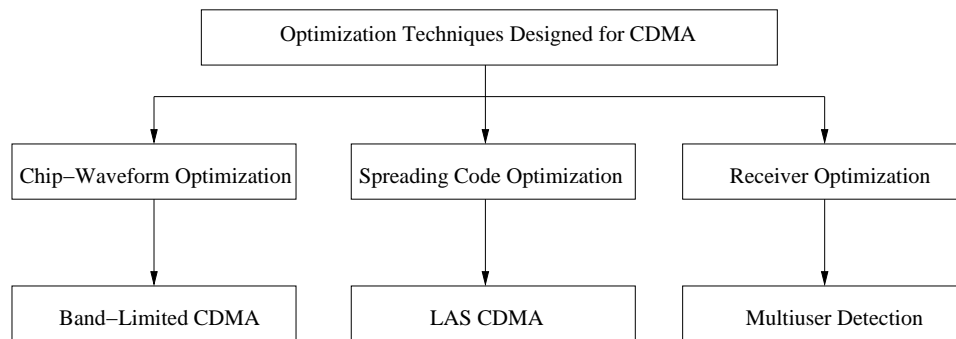 Optimization Techniques Designed for CDMA
Chip−Waveform Optimization
Spreading Code Optimization
Receiver Optimization
Band−Limited CDMA
LAS CDMA
Multiuser Detection